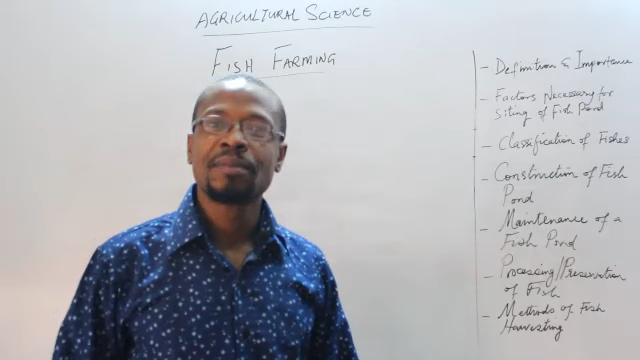 AGRICULTURAL SCIENCE
FISH FARMING
- Definition & Importance
- Factors Necessary for
Siting of Fish Pond
- Classification of Fishes
- Construction of Fish
Pond
- Maintenance of a
Fish Pond
- Processing/Preservation
of Fish
- Methods of Fish
Harvesting